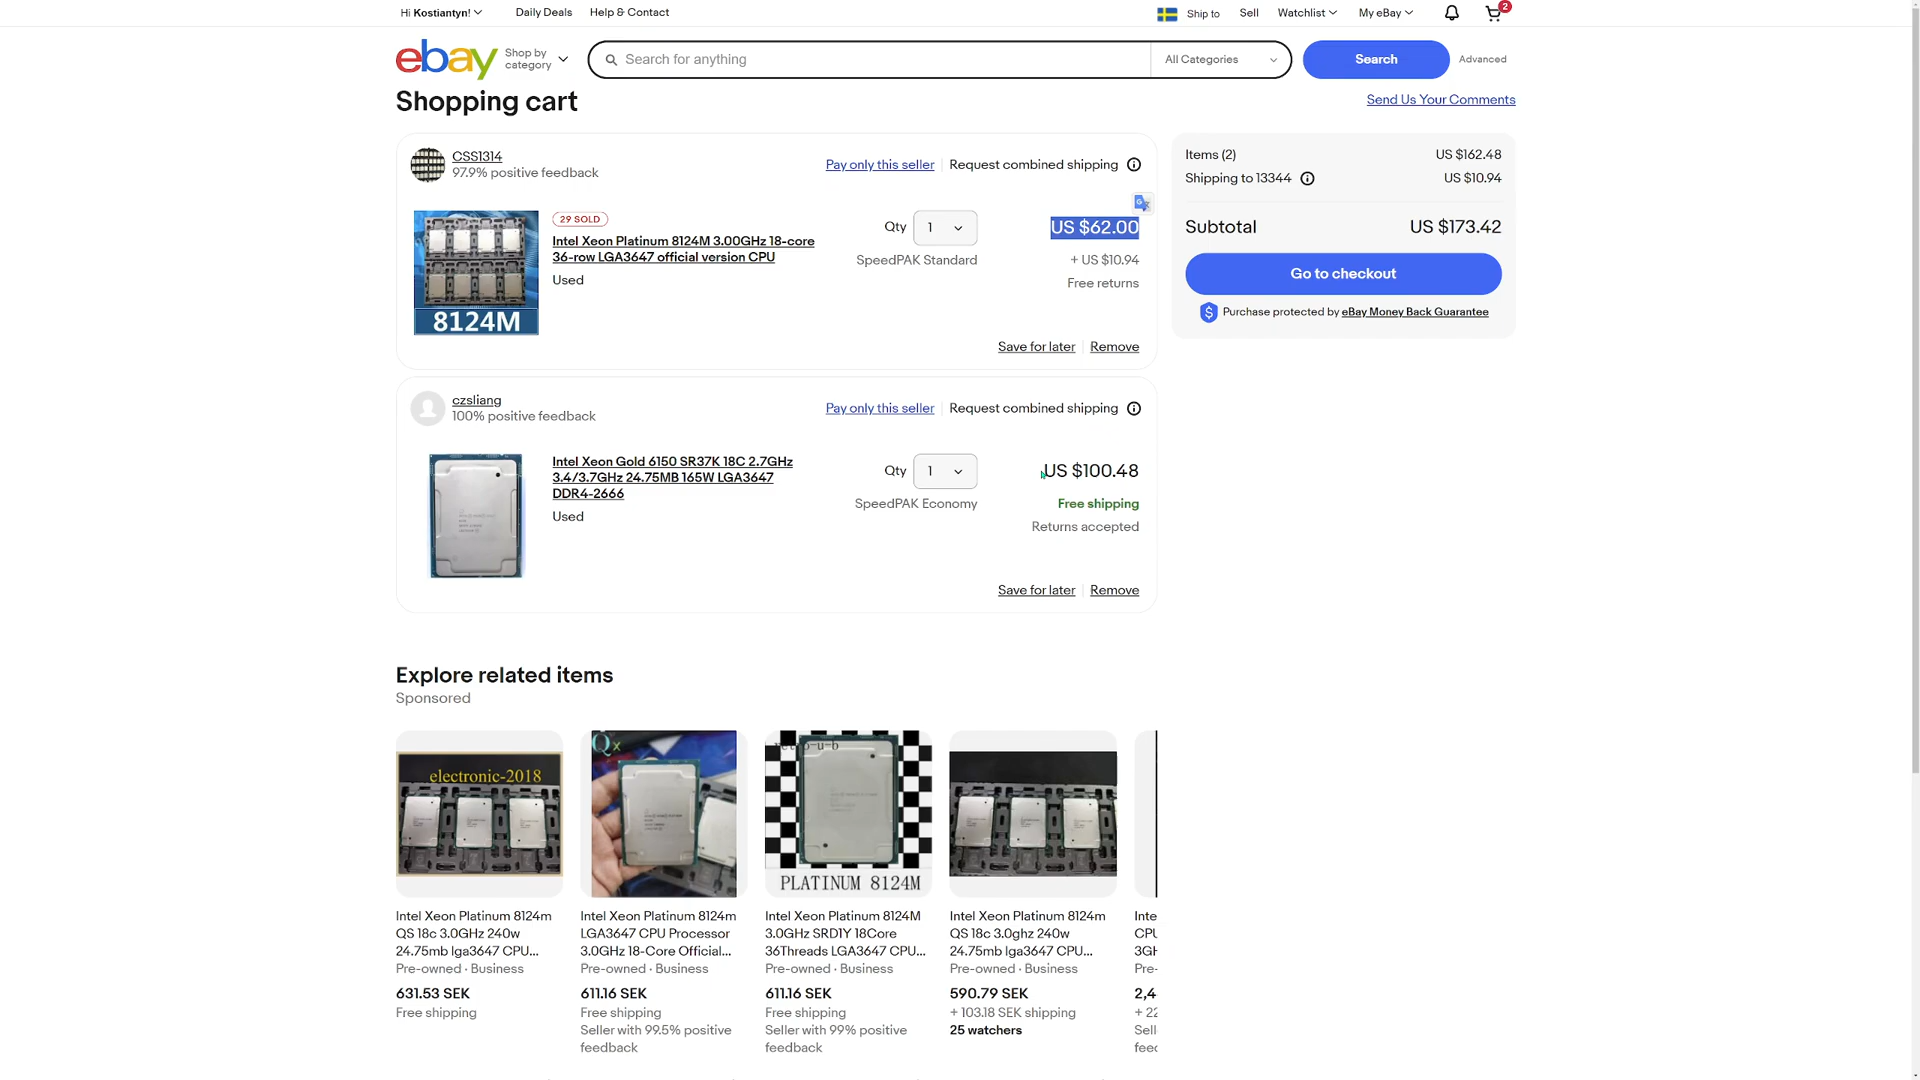 Hi Kostiantyn!
Daily Deals
Help & Contact
Ship to
Sell
Watchlist
My eBay
2
ebay
Shop by category
Search for anything
All Categories
Search
Advanced
Shopping cart
Send Us Your Comments
CSS1314
97.9% positive feedback
Pay only this seller
Request combined shipping
29 SOLD
Intel Xeon Platinum 8124M 3.00GHz 18-core
36-row LGA3647 official version CPU
Used
8124M
Qty 1
US $62.00
SpeedPAK Standard
+ US $10.94
Free returns
Save for later
Remove
Items (2)
US $162.48
Shipping to 13344
US $10.94
Subtotal
US $173.42
Go to checkout
Purchase protected by eBay Money Back Guarantee
czsliang
100% positive feedback
Pay only this seller
Request combined shipping
Intel Xeon Gold 6150 SR37K 18C 2.7GHz
3.4/3.7GHz 24.75MB 165W LGA3647
DDR4-2666
Used
Qty 1
US $100.48
SpeedPAK Economy
Free shipping
Returns accepted
Save for later
Remove
Explore related items
Sponsored
electronic-2018
Intel Xeon Platinum 8124m
QS 18c 3.0GHz 240w
24.75mb lga3647 CPU...
Pre-owned · Business
631.53 SEK
Free shipping
Qx
Intel Xeon Platinum 8124m
LGA3647 CPU Processor
3.0GHz 18-Core Official...
Pre-owned · Business
611.16 SEK
Free shipping
Seller with 99.5% positive
feedback
PLATINUM 8124M
Intel Xeon Platinum 8124M
3.0GHz SRD1Y 18Core
36Threads LGA3647 CPU...
Pre-owned · Business
611.16 SEK
Free shipping
Seller with 99% positive
feedback
Intel Xeon Platinum 8124m
QS 18c 3.0ghz 240w
24.75mb lga3647 CPU...
Pre-owned · Business
590.79 SEK
+ 103.18 SEK shipping
25 watchers
Inte
CPU
3GH
Pre-
2,4
+ 22
Sell
feed